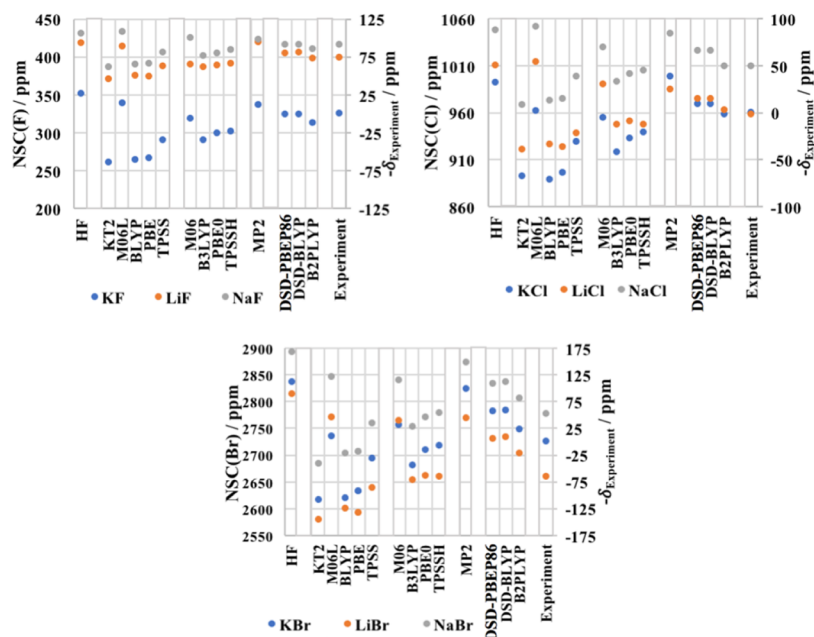 NSC(F) / ppm
450
400
350
300
250
200
125
75
25
-25
-75
-125
-δExperiment / ppm
HF
KT2
M06L
BLYP
PBE
TPSS
M06
B3LYP
PBE0
TPSSH
MP2
DSD-PBEP86
DSD-BLYP
B2PLYP
Experiment
KF LiF NaF
NSC(Cl) / ppm
1060
1010
960
910
860
100
50
0
-50
-100
-δExperiment / ppm
HF
KT2
M06L
BLYP
PBE
TPSS
M06
B3LYP
PBE0
TPSSH
MP2
DSD-PBEP86
DSD-BLYP
B2PLYP
Experiment
KCl LiCl NaCl
NSC(Br) / ppm
2900
2850
2800
2750
2700
2650
2600
2550
175
125
75
25
-25
-75
-125
-175
-δExperiment / ppm
HF
KT2
M06L
BLYP
PBE
TPSS
M06
B3LYP
PBE0
TPSSH
MP2
DSD-PBEP86
DSD-BLYP
B2PLYP
Experiment
KBr LiBr NaBr